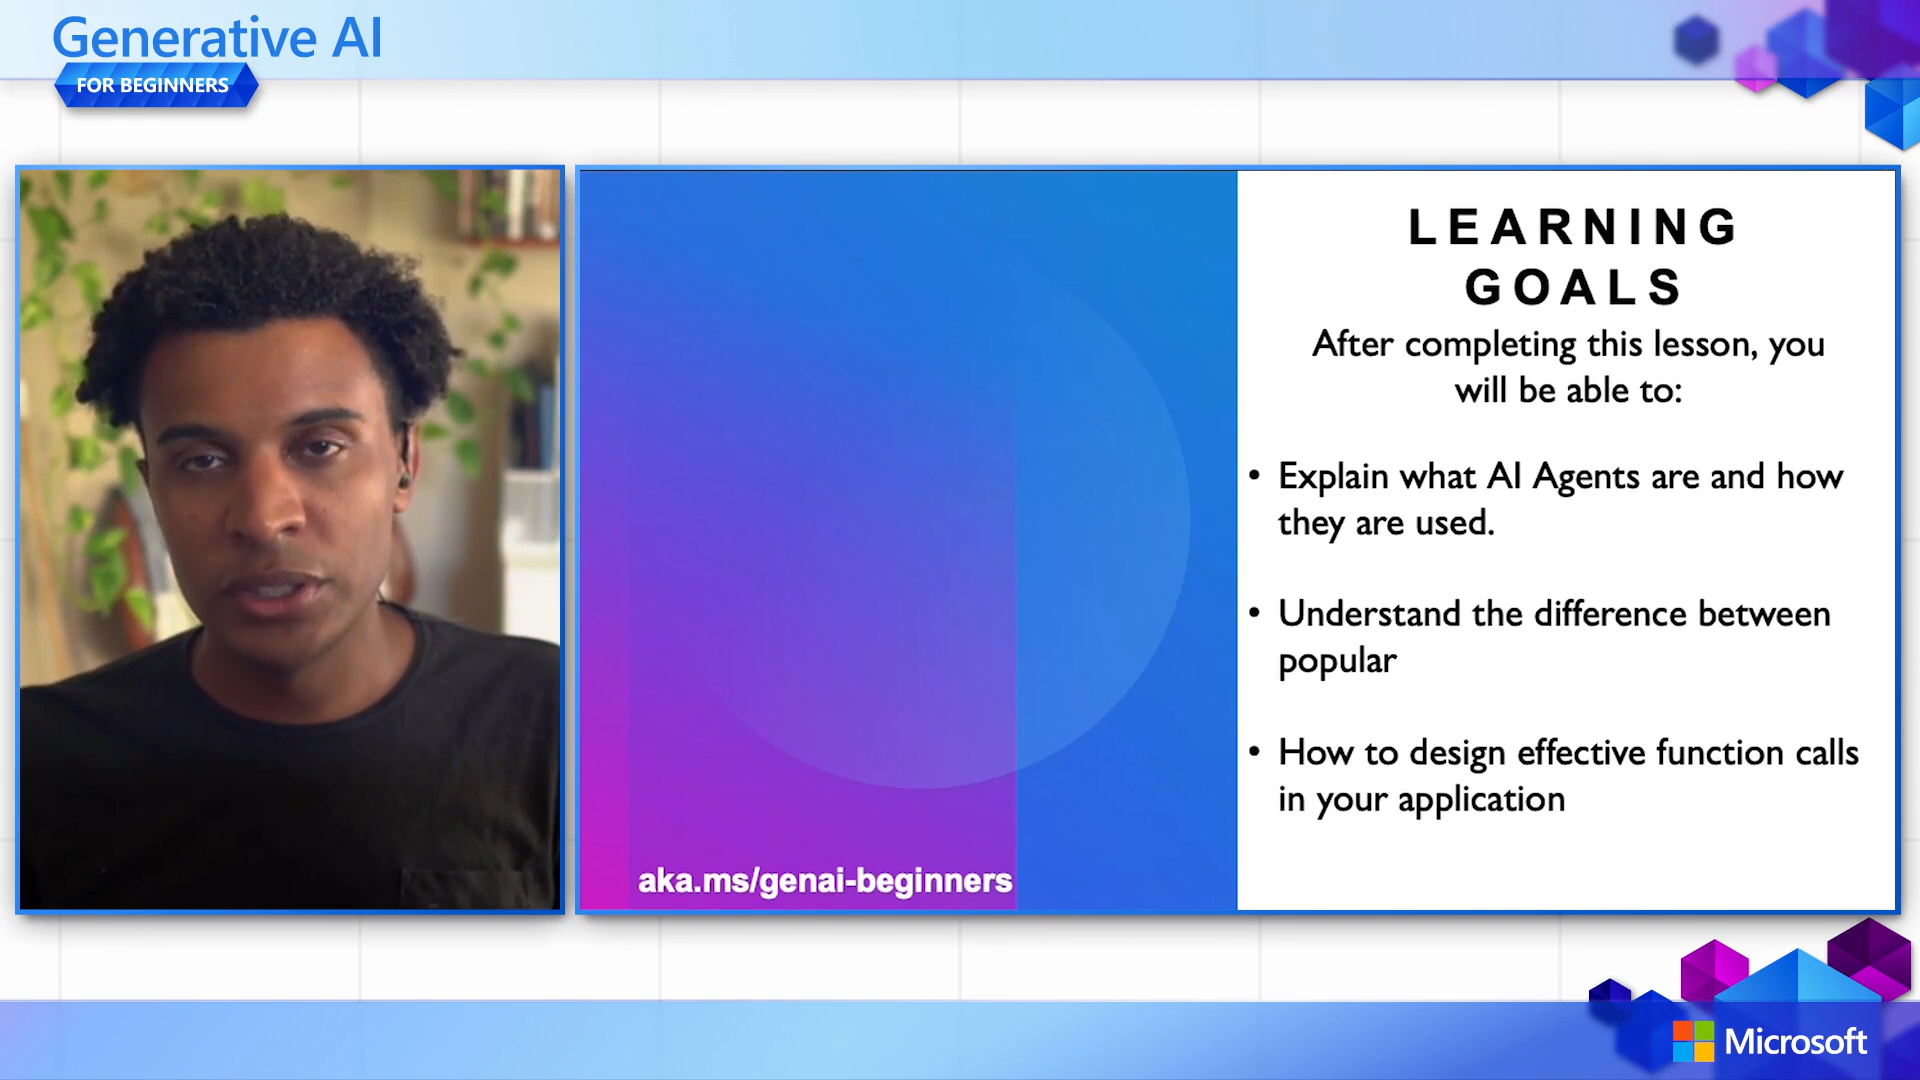 Generative AI
FOR BEGINNERS
LEARNING
GOALS
After completing this lesson, you
will be able to:
• Explain what AI Agents are and how
they are used.
• Understand the difference between
popular
• How to design effective function calls
in your application
aka.ms/genai-beginners
Microsoft